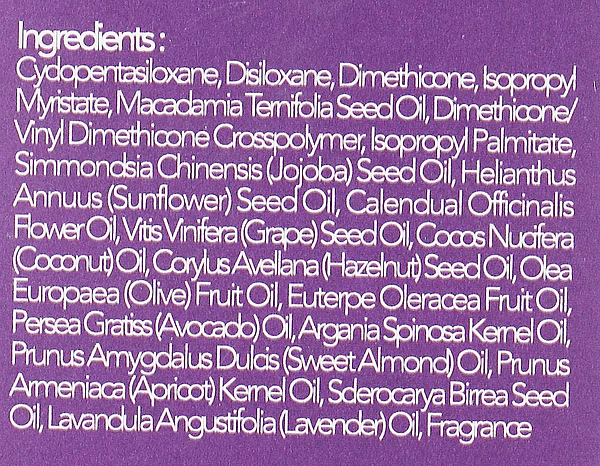 Ingredients :
Cyclopentasiloxane, Disiloxane, Dimethicone, Isopropyl
Myristate, Macadamia Ternifolia Seed Oil, Dimethicone/
Vinyl Dimethicone Crosspolymer, Isopropyl Palmitate,
Simmondsia Chinensis (Jojoba) Seed Oil, Helianthus
Annuus (Sunflower) Seed Oil, Calendual Officinalis
Flower Oil, Vitis Vinifera (Grape) Seed Oil, Cocos Nucifera
(Coconut) Oil, Corylus Avellana (Hazelnut) Seed Oil, Olea
Europaea (Olive) Fruit Oil, Euterpe Oleracea Fruit Oil,
Persea Gratiss (Avocado) Oil, Argania Spinosa Kernel Oil,
Prunus Amygdalus Dulcis (Sweet Almond) Oil, Prunus
Armeniaca (Apricot) Kernel Oil, Sderocarya Birrea Seed
Oil, Lavandula Angustifolia (Lavender) Oil, Fragrance